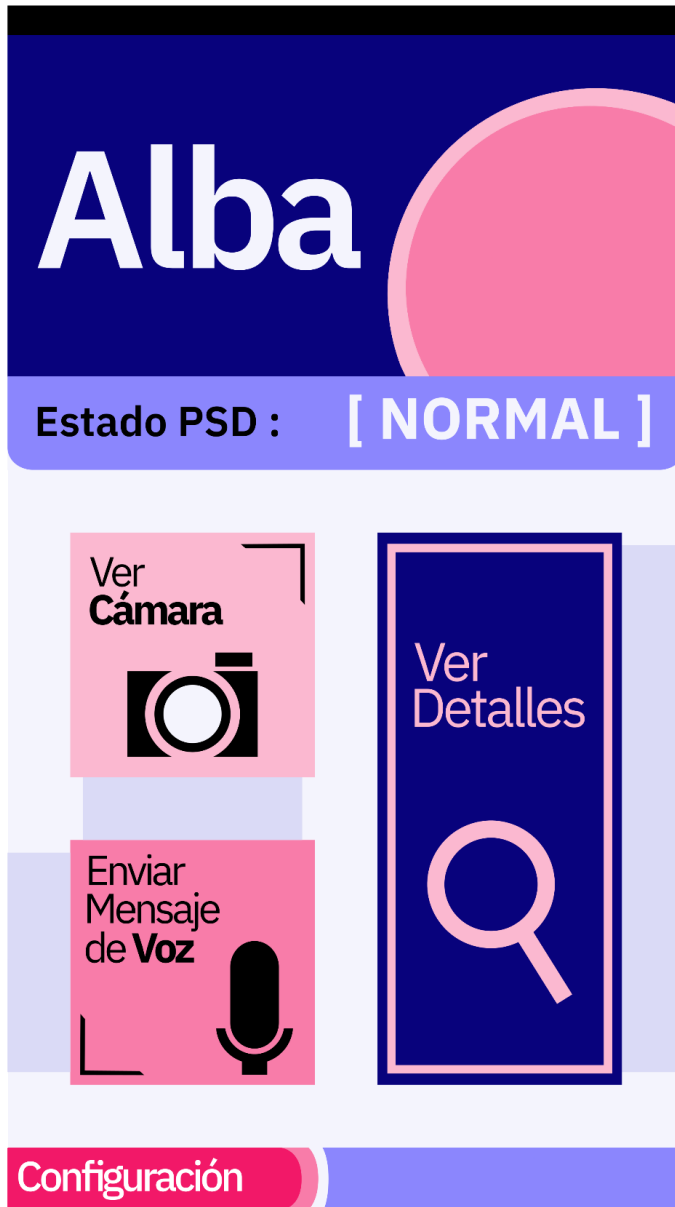 Alba
Estado PSD : [ NORMAL ]
Ver
Cámara
Ver
Detalles
Enviar
Mensaje
de Voz
Configuración